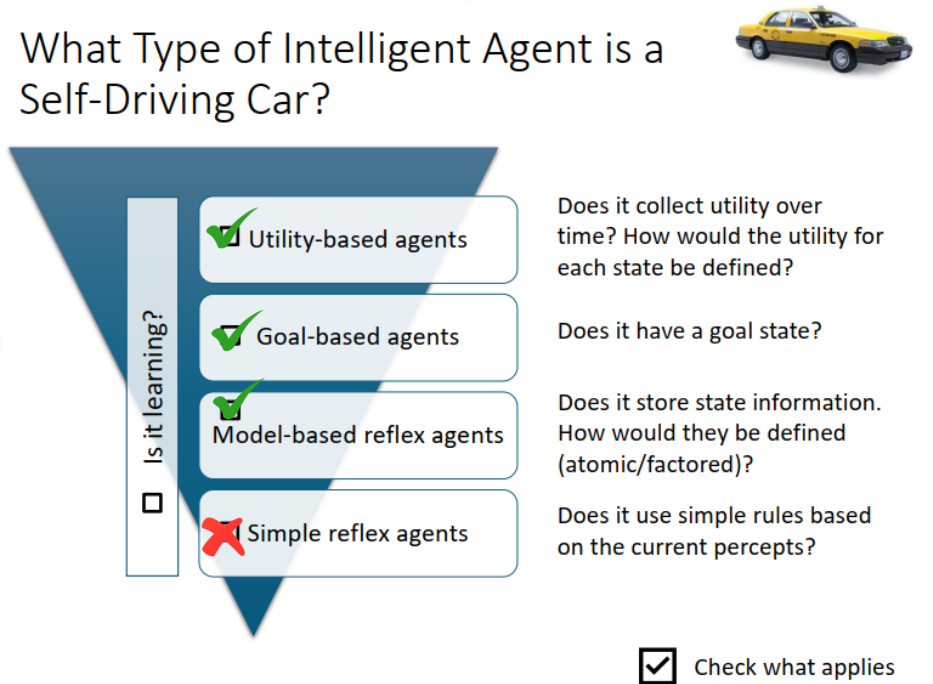 What Type of Intelligent Agent is a
Self-Driving Car?
Is it learning?
Utility-based agents
Does it collect utility over
time? How would the utility for
each state be defined?
Goal-based agents
Does it have a goal state?
Model-based reflex agents
Does it store state information.
How would they be defined
(atomic/factored)?
Simple reflex agents
Does it use simple rules based
on the current percepts?
Check what applies